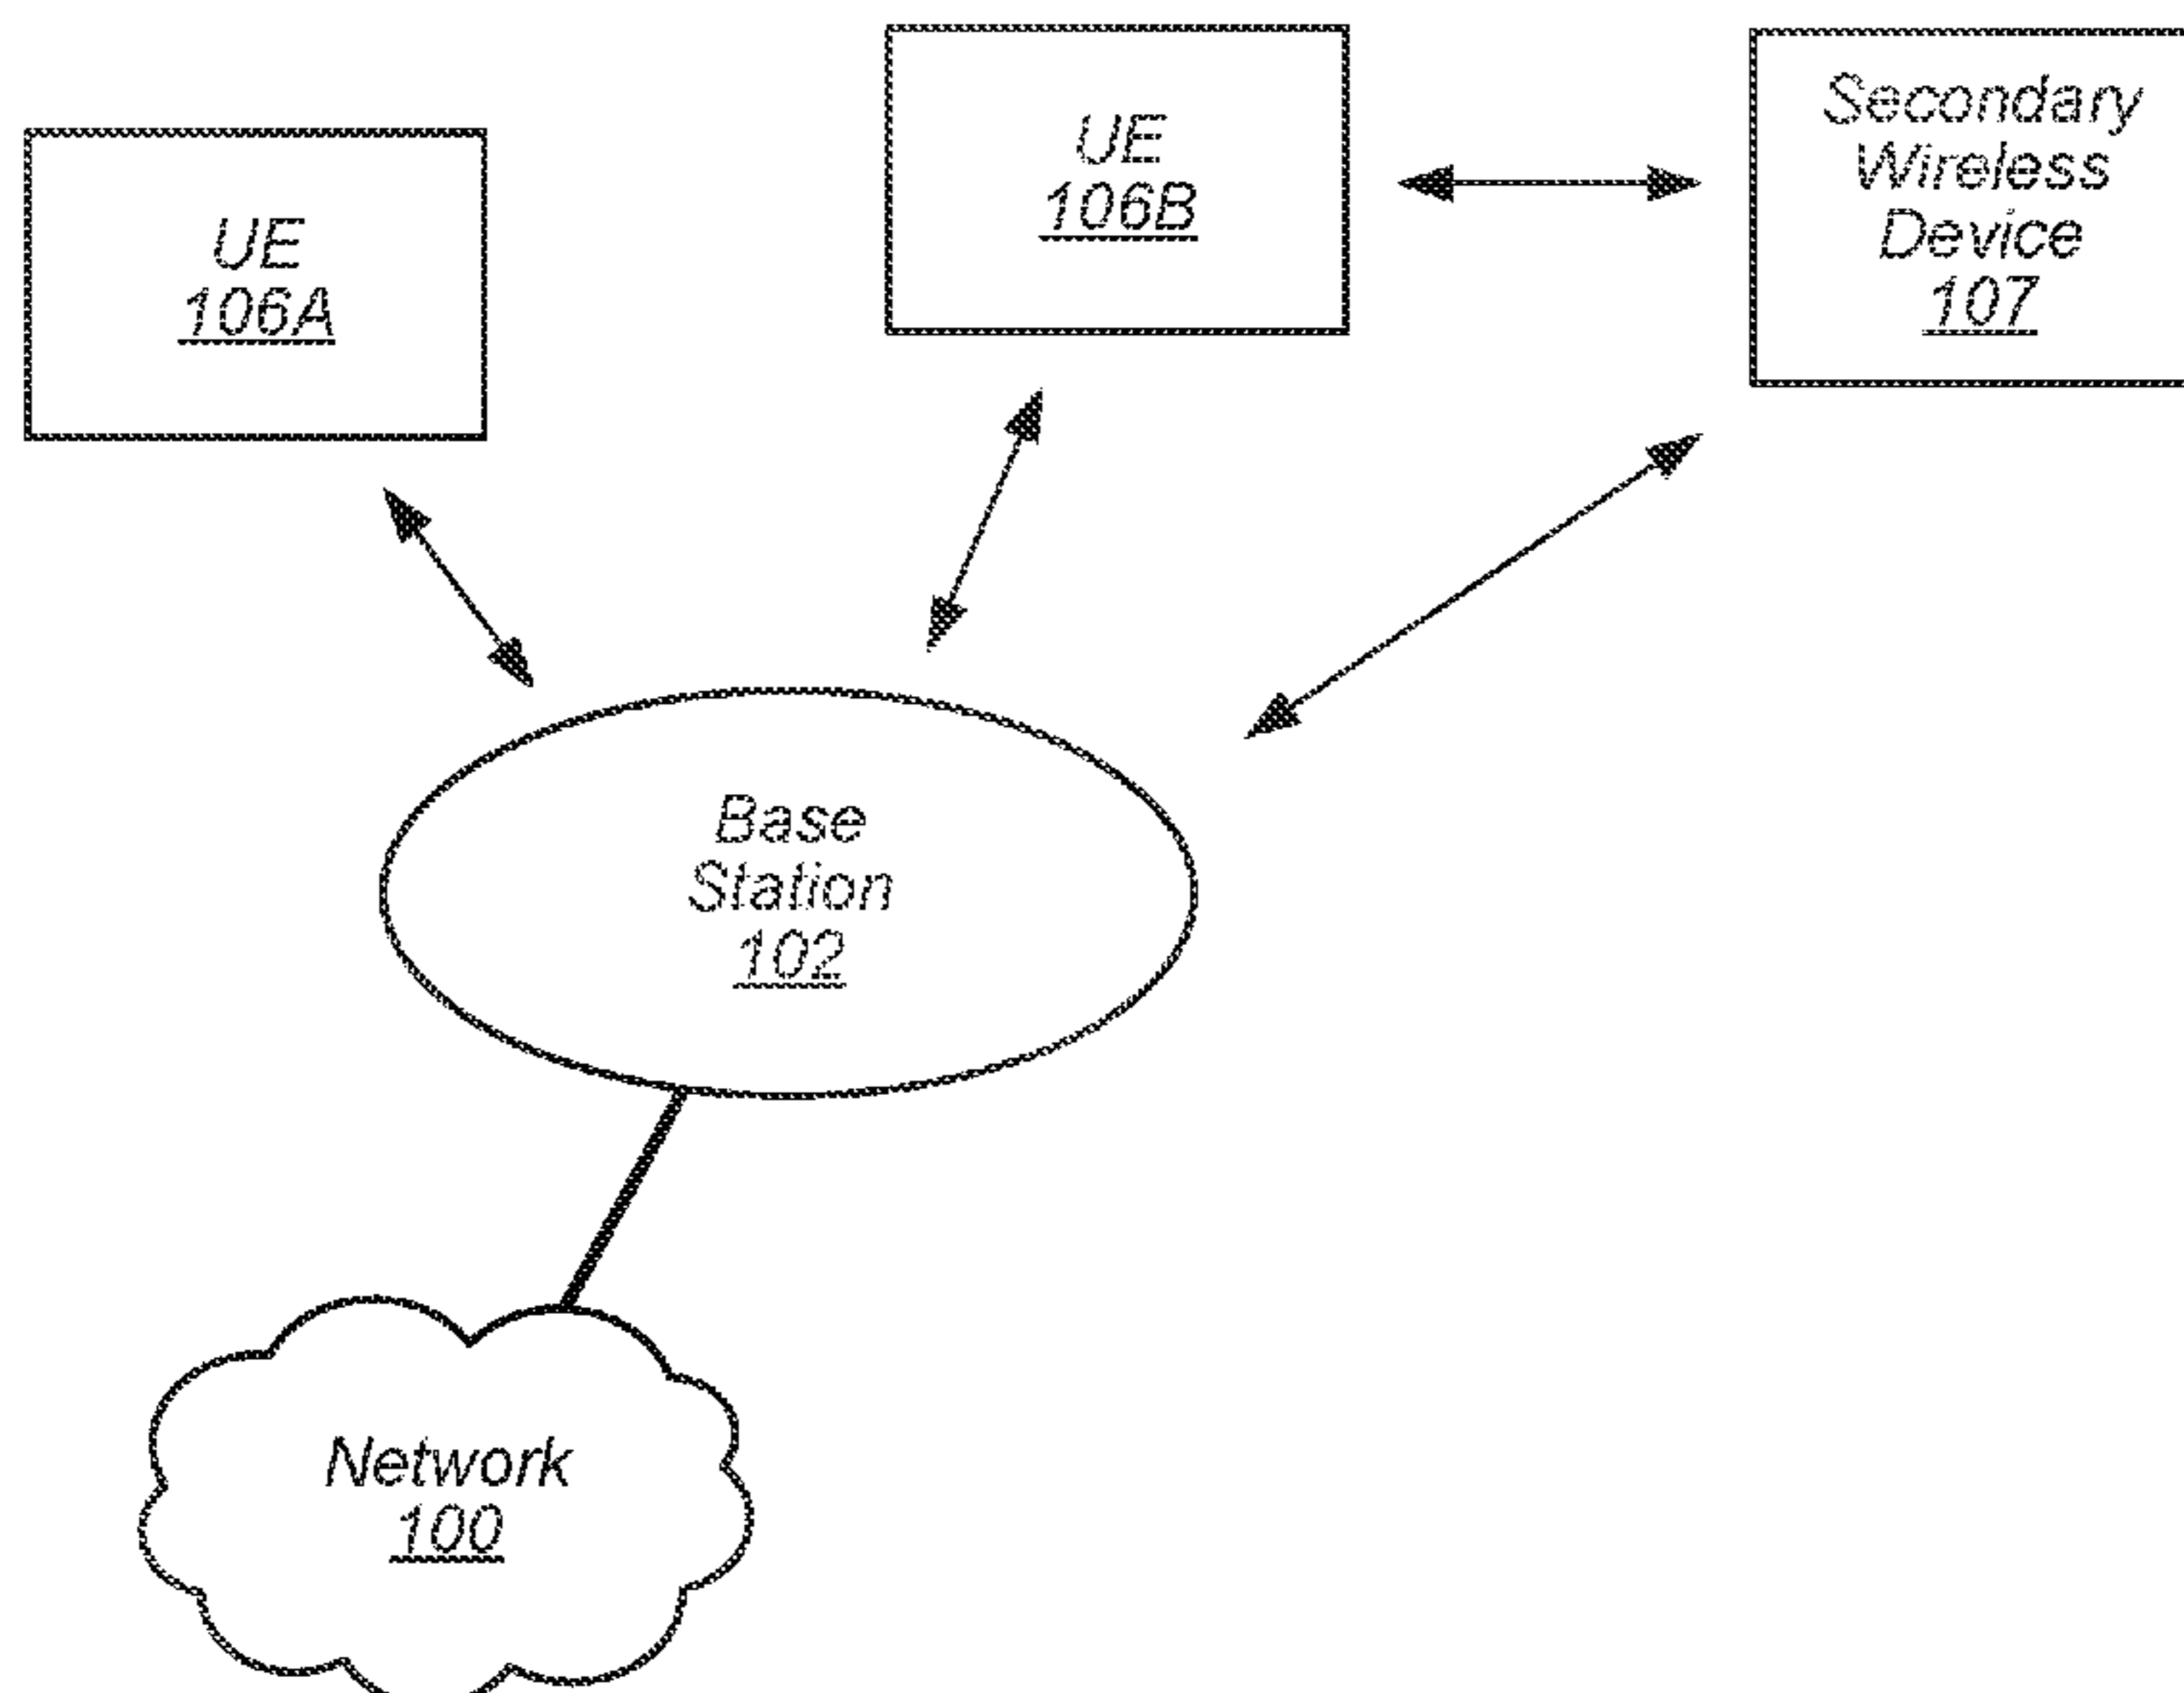 UE
106A
UE
106B
Secondary
Wireless
Device
107
Base
Station
102
Network
100